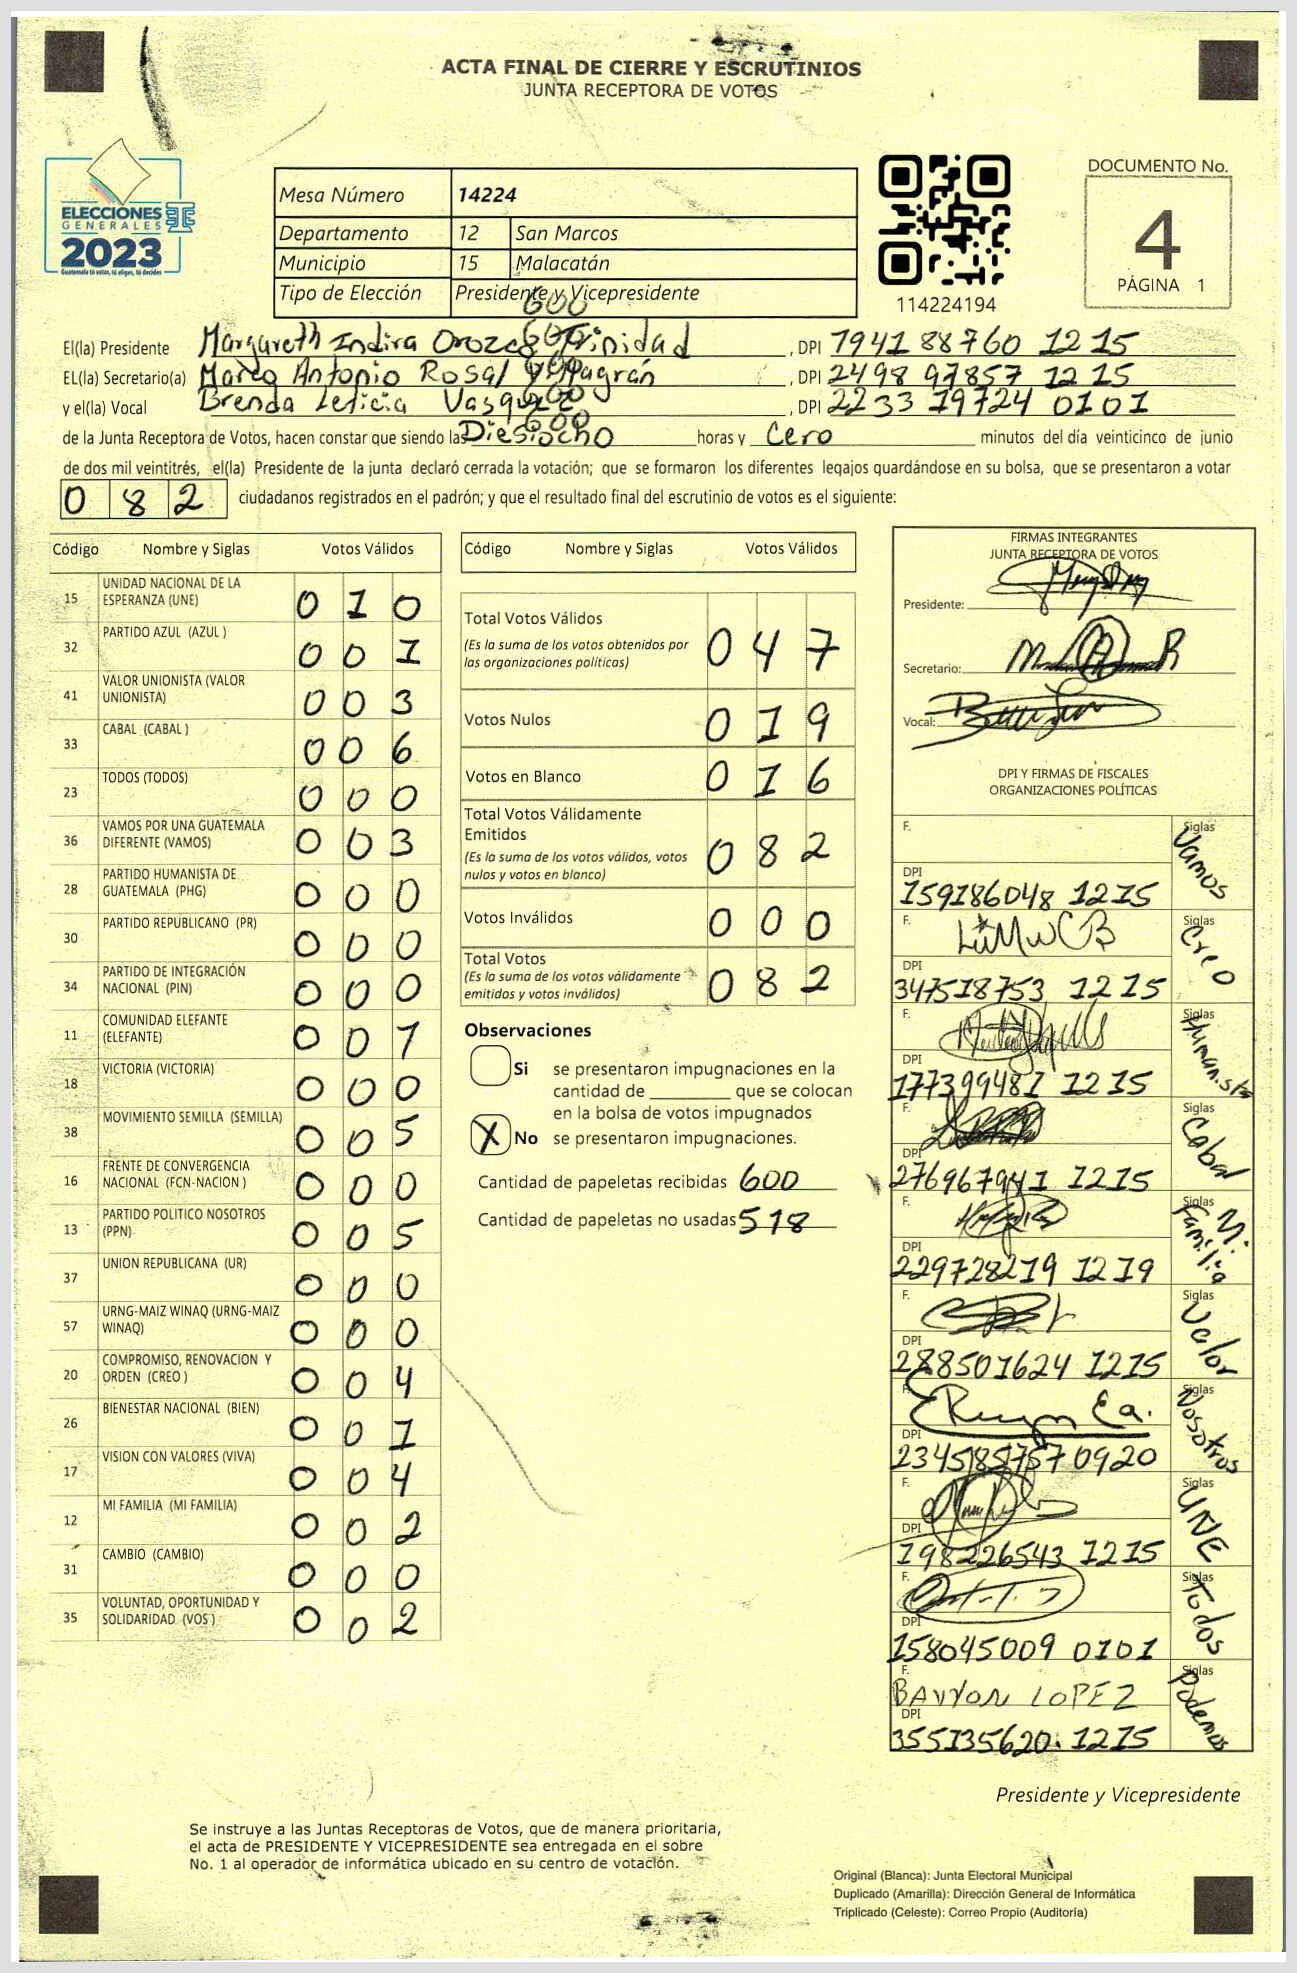 ACTA FINAL DE CIERRE Y ESCRUTINIOS
JUNTA RECEPTORA DE VOTOS
ELECCIONES
GENERALES
2023
Guatemala tú votas, tú eliges, tú decides
Mesa Número 14224
Departamento 12 San Marcos
Municipio 15 Malacatán
Tipo de Elección Presidente y Vicepresidente
114224194
DOCUMENTO No.
4
PÁGINA 1
600
600
600
600
600
El(la) Presidente Margareth Indira Orozco Trinidad, DPI 7941 88760 1215
EL(la) Secretario(a) Marco Antonio Rosal Villagrán, DPI 2498 97857 1215
y el(la) Vocal Brenda Leticia Vasquez, DPI 2233 19724 0101
de la Junta Receptora de Votos, hacen constar que siendo las Diesiocho horas y Cero minutos del día veinticinco de junio
de dos mil veintitrés, el(la) Presidente de la junta declaró cerrada la votación; que se formaron los diferentes legajos guardándose en su bolsa, que se presentaron a votar
0 8 2 ciudadanos registrados en el padrón; y que el resultado final del escrutinio de votos es el siguiente:
Código Nombre y Siglas Votos Válidos
15 UNIDAD NACIONAL DE LA ESPERANZA (UNE) 0 1 0
32 PARTIDO AZUL (AZUL ) 0 0 1
41 VALOR UNIONISTA (VALOR UNIONISTA) 0 0 3
33 CABAL (CABAL ) 0 0 6
23 TODOS (TODOS) 0 0 0
36 VAMOS POR UNA GUATEMALA DIFERENTE (VAMOS) 0 0 3
28 PARTIDO HUMANISTA DE GUATEMALA (PHG) 0 0 0
30 PARTIDO REPUBLICANO (PR) 0 0 0
34 PARTIDO DE INTEGRACIÓN NACIONAL (PIN) 0 0 0
11 COMUNIDAD ELEFANTE (ELEFANTE) 0 0 1
18 VICTORIA (VICTORIA) 0 0 0
38 MOVIMIENTO SEMILLA (SEMILLA) 0 0 5
16 FRENTE DE CONVERGENCIA NACIONAL (FCN-NACION ) 0 0 0
13 PARTIDO POLITICO NOSOTROS (PPN) 0 0 5
37 UNION REPUBLICANA (UR) 0 0 0
57 URNG-MAIZ WINAQ (URNG-MAIZ WINAQ) 0 0 0
20 COMPROMISO, RENOVACION Y ORDEN (CREO ) 0 0 4
26 BIENESTAR NACIONAL (BIEN) 0 0 1
17 VISION CON VALORES (VIVA) 0 0 4
12 MI FAMILIA (MI FAMILIA) 0 0 2
31 CAMBIO (CAMBIO) 0 0 0
35 VOLUNTAD, OPORTUNIDAD Y SOLIDARIDAD (VOS ) 0 0 2
Código Nombre y Siglas Votos Válidos
Total Votos Válidos 0 4 7
(Es la suma de los votos obtenidos por
las organizaciones políticas)
Votos Nulos 0 1 9
Votos en Blanco 0 1 6
Total Votos Válidamente
Emitidos 0 8 2
(Es la suma de los votos válidos, votos
nulos y votos en blanco)
Votos Inválidos 0 0 0
Total Votos 0 8 2
(Es la suma de los votos válidamente
emitidos y votos inválidos)
Observaciones
Si se presentaron impugnaciones en la
cantidad de ________ que se colocan
en la bolsa de votos impugnados
X No se presentaron impugnaciones.
Cantidad de papeletas recibidas 600
Cantidad de papeletas no usadas 518
FIRMAS INTEGRANTES
JUNTA RECEPTORA DE VOTOS
Presidente:
Secretario:
Vocal:
DPI Y FIRMAS DE FISCALES
ORGANIZACIONES POLÍTICAS
F. Siglas Vamos
DPI 159186048 1215
F. Siglas Creo
DPI 347518753 1215
F. Siglas Humanista
DPI 177399481 1215
F. Siglas Cabal
DPI 276967941 1215
F. Siglas Mi Familia
DPI 229728219 1219
F. Siglas Valor
DPI 288501624 1215
F. Siglas Nosotros
DPI 234585757 0920
F. Siglas UNE
DPI 198226543 1215
F. Siglas Todos
DPI 158045009 0101
F. BAYRON LOPEZ Siglas Podemos
DPI 355135620 1215
Presidente y Vicepresidente
Se instruye a las Juntas Receptoras de Votos, que de manera prioritaria,
el acta de PRESIDENTE Y VICEPRESIDENTE sea entregada en el sobre
No. 1 al operador de informática ubicado en su centro de votación.
Original (Blanca): Junta Electoral Municipal
Duplicado (Amarilla): Dirección General de Informática
Triplicado (Celeste): Correo Propio (Auditoría)